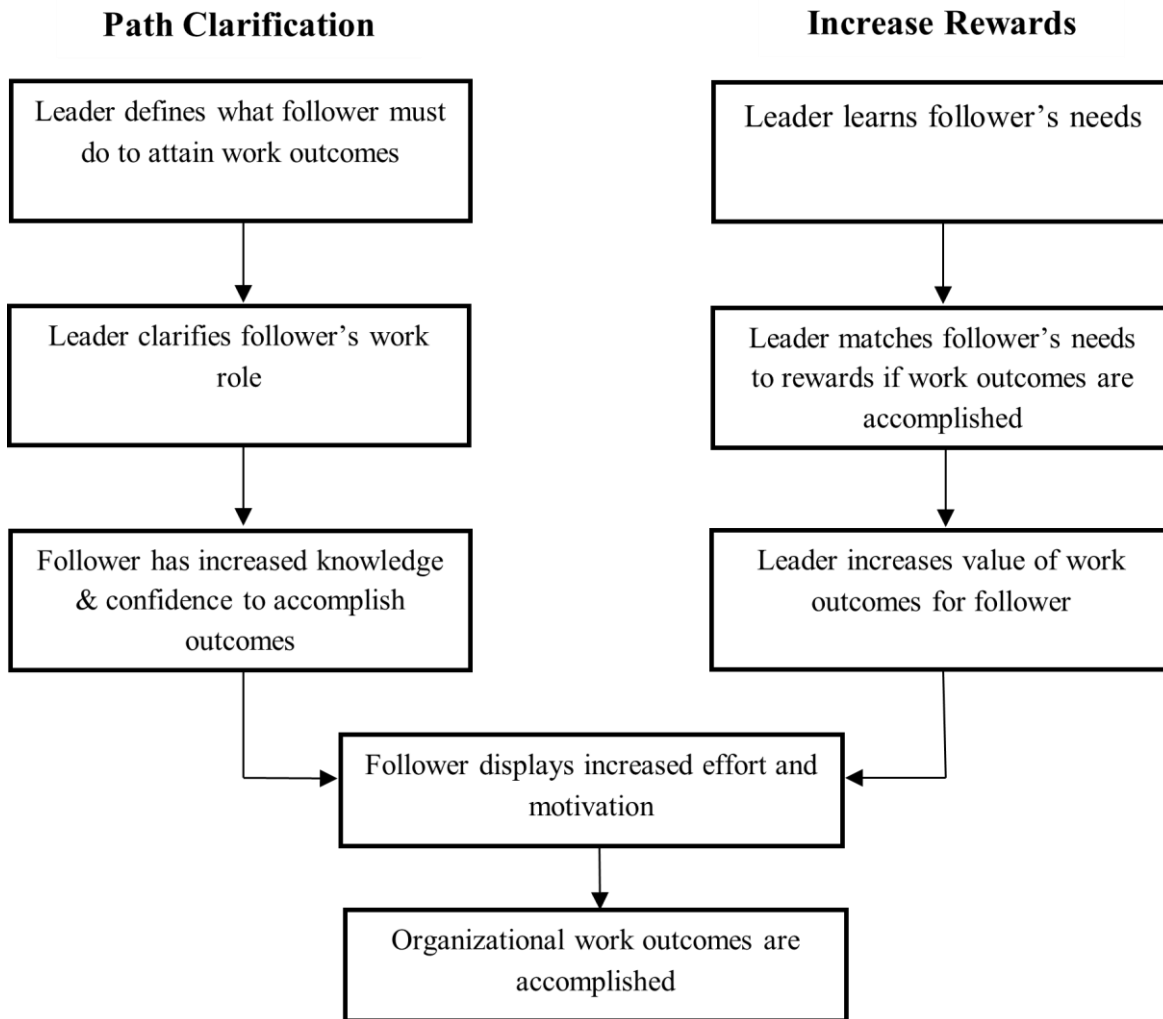 Path Clarification
Leader defines what follower must
do to attain work outcomes
Leader clarifies follower’s work
role
Follower has increased knowledge
& confidence to accomplish
outcomes
Increase Rewards
Leader learns follower’s needs
Leader matches follower’s needs
to rewards if work outcomes are
accomplished
Leader increases value of work
outcomes for follower
Follower displays increased effort and
motivation
Organizational work outcomes are
accomplished